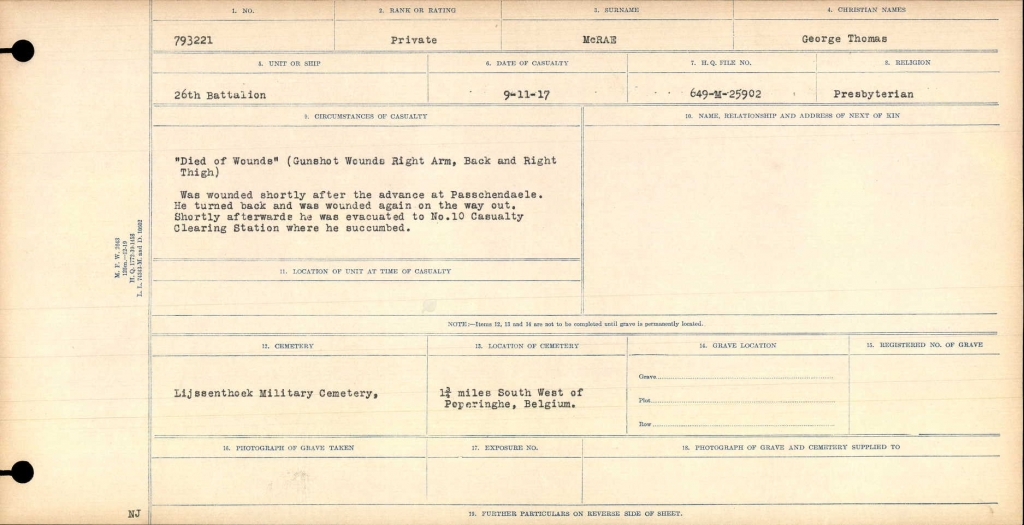 1. NO.
2. RANK OR RATING
3. SURNAME
4. CHRISTIAN NAMES
793221
Private
McRAE
George Thomas
5. UNIT OR SHIP
6. DATE OF CASUALTY
7. H.Q. FILE NO.
8. RELIGION
26th Battalion
9-11-17
649-M-25902
Presbyterian
9. CIRCUMSTANCES OF CASUALTY
10. NAME, RELATIONSHIP AND ADDRESS OF NEXT OF KIN
"Died of Wounds" (Gunshot Wounds Right Arm, Back and Right
Thigh)
Was wounded shortly after the advance at Passchendaele.
He turned back and was wounded again on the way out.
Shortly afterwards he was evacuated to No.10 Casualty
Clearing Station where he succumbed.
11. LOCATION OF UNIT AT TIME OF CASUALTY
NOTE:—Items 12, 13 and 14 are not to be completed until grave is permanently located.
12. CEMETERY
13. LOCATION OF CEMETERY
14. GRAVE LOCATION
15. REGISTERED NO. OF GRAVE
Lijssenthoek Military Cemetery,
1¾ miles South West of
Poperinghe, Belgium.
Grave
Plot
Row
16. PHOTOGRAPH OF GRAVE TAKEN
17. EXPOSURE NO.
18. PHOTOGRAPH OF GRAVE AND CEMETERY SUPPLIED TO
NJ
19. FURTHER PARTICULARS ON REVERSE SIDE OF SHEET.